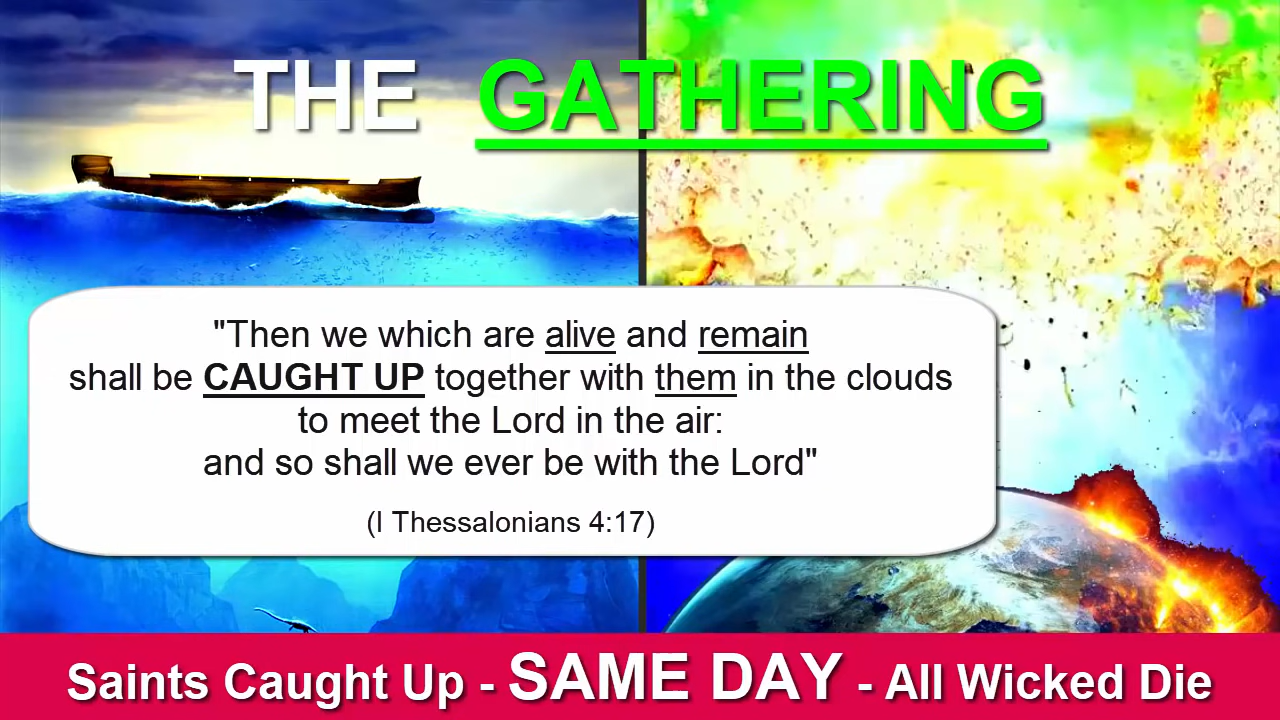 THE GATHERING
"Then we which are alive and remain
shall be CAUGHT UP together with them in the clouds
to meet the Lord in the air:
and so shall we ever be with the Lord"
(I Thessalonians 4:17)
Saints Caught Up - SAME DAY - All Wicked Die